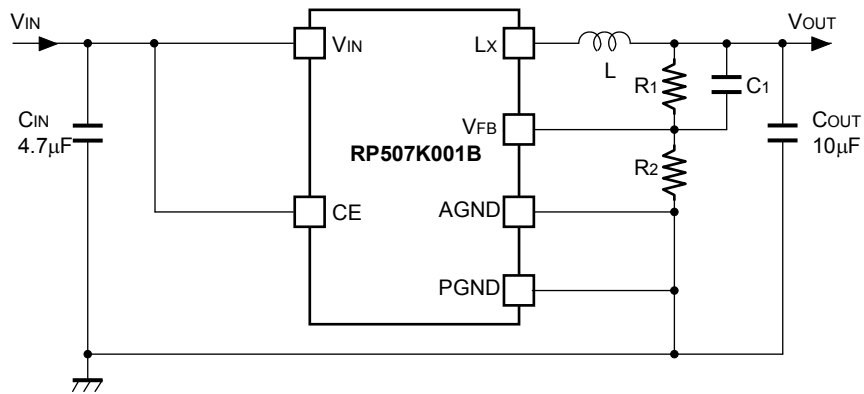 VIN
VOUT
VIN
LX
L
R1
C1
CIN
4.7μF
VFB
COUT
10μF
RP507K001B
R2
CE
AGND
PGND